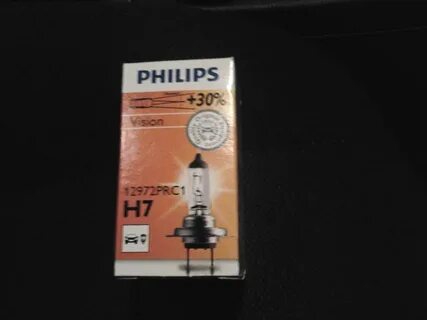 PHILIPS
+30%
Vision
12972PRC1
H7